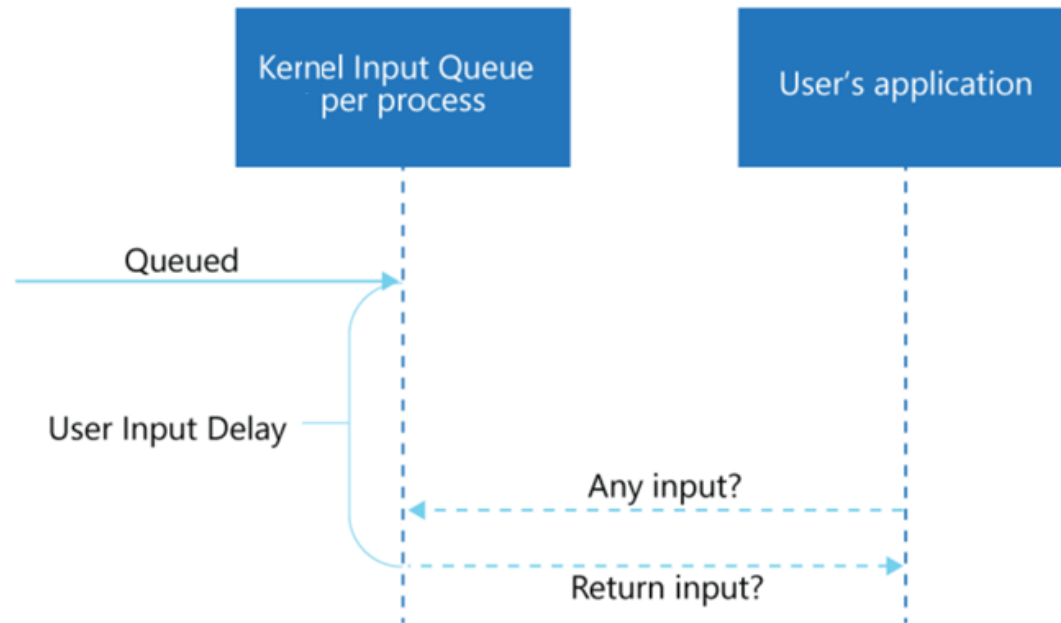 Kernel Input Queue
per process
User's application
Queued
User Input Delay
Any input?
Return input?